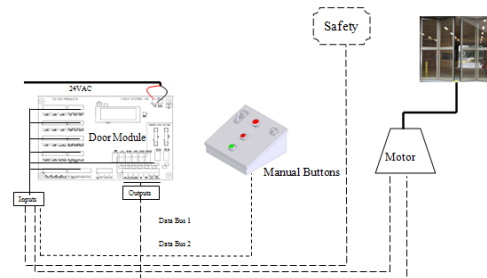 Safety
24VAC
Door Module
Manual Buttons
Motor
Inputs
Outputs
Data Bus 1
Data Bus 2